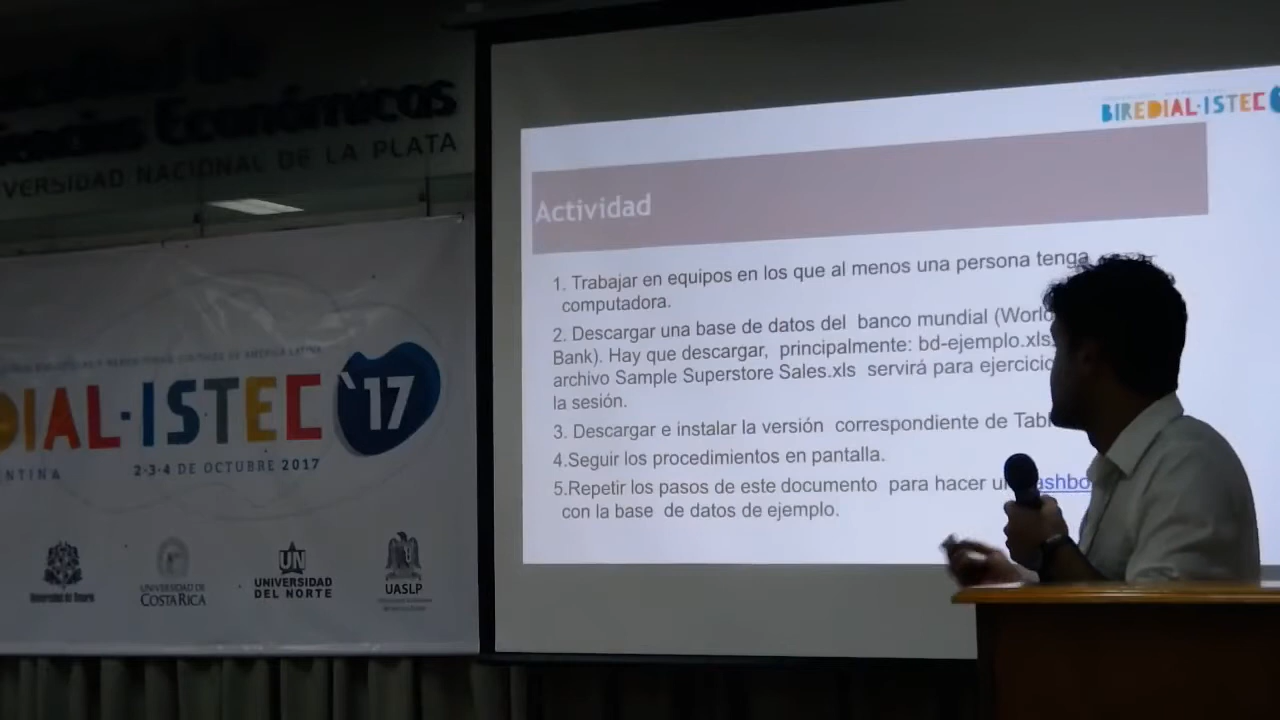 Ciencias Económicas
UNIVERSIDAD NACIONAL DE LA PLATA
DIAL·ISTEC '17
ENTINA
2·3·4 DE OCTUBRE 2017
UNIVERSIDAD DE
COSTA RICA
UN
UNIVERSIDAD
DEL NORTE
UASLP
BIREDIAL·ISTEC
Actividad
1. Trabajar en equipos en los que al menos una persona tenga
computadora.
2. Descargar una base de datos del banco mundial (World
Bank). Hay que descargar, principalmente: bd-ejemplo.xls
archivo Sample Superstore Sales.xls servirá para ejercicio
la sesión.
3. Descargar e instalar la versión correspondiente de Tabl
4.Seguir los procedimientos en pantalla.
5.Repetir los pasos de este documento para hacer un dashbo
con la base de datos de ejemplo.